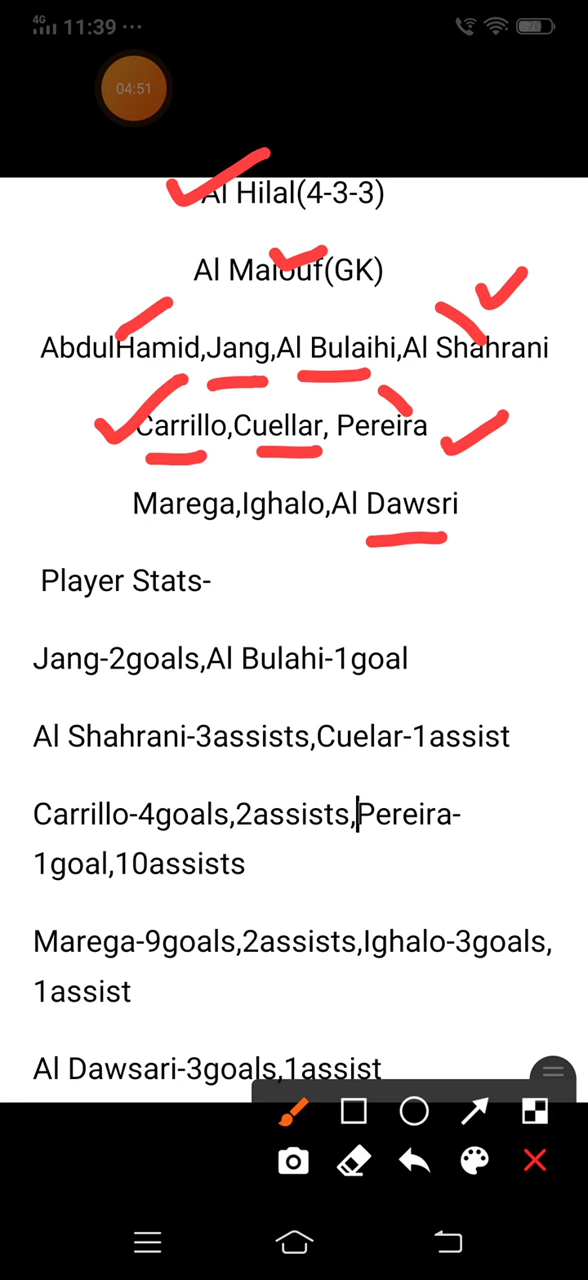 4G 11:39 ...
04:51
Al Hilal(4-3-3)
Al Malouf(GK)
AbdulHamid,Jang,Al Bulaihi,Al Shahrani
Carrillo,Cuellar, Pereira
Marega,Ighalo,Al Dawsri
Player Stats-
Jang-2goals,Al Bulahi-1goal
Al Shahrani-3assists,Cuelar-1assist
Carrillo-4goals,2assists,Pereira-
1goal,10assists
Marega-9goals,2assists,Ighalo-3goals,
1assist
Al Dawsari-3goals,1assist